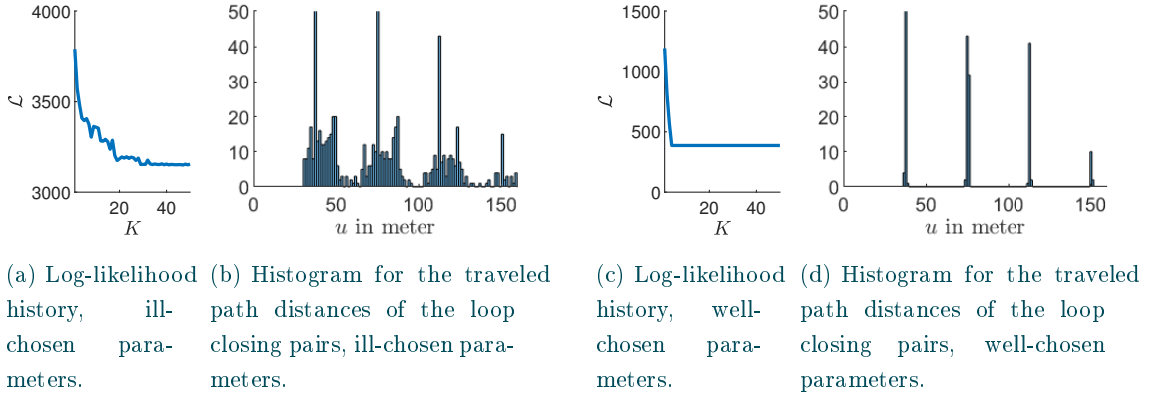 4000
3500
3000
ℒ
20 40
K
50
40
30
20
10
0
0 50 100 150
u in meter
1500
1000
500
0
ℒ
20 40
K
50
40
30
20
10
0
0 50 100 150
u in meter
(a) Log-likelihood
history, ill-
chosen para-
meters.
(b) Histogram for the traveled
path distances of the loop
closing pairs, ill-chosen para-
meters.
(c) Log-likelihood
history, well-
chosen para-
meters.
(d) Histogram for the traveled
path distances of the loop
closing pairs, well-chosen
parameters.